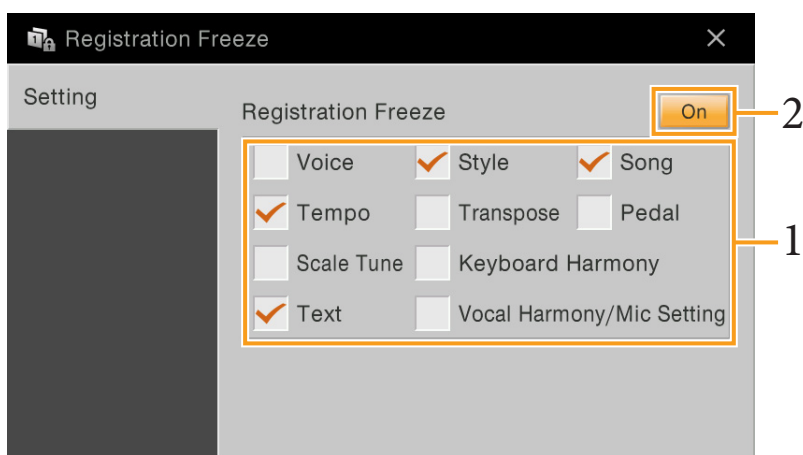 Registration Freeze
Setting
Registration Freeze On 2
Voice Style Song
Tempo Transpose Pedal
1
Scale Tune Keyboard Harmony
Text Vocal Harmony/Mic Setting